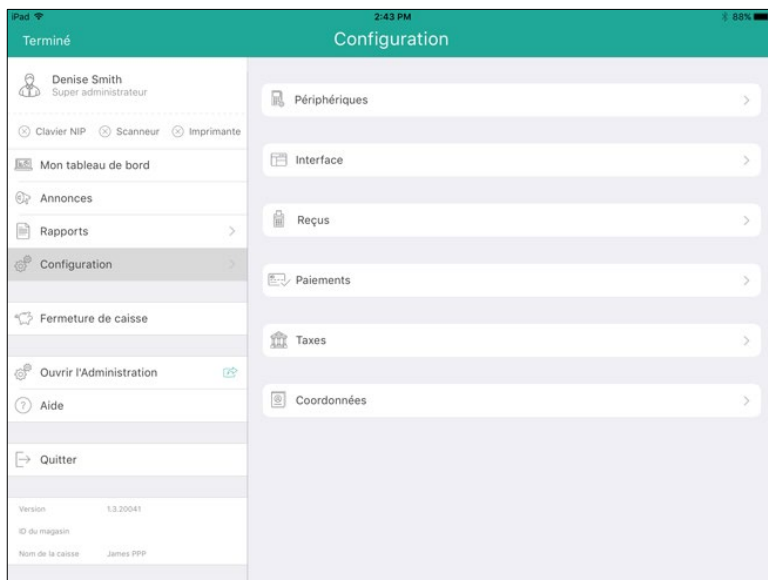 iPad 2:43 PM 88%
Terminé Configuration
Denise Smith
Super administrateur
Clavier NIP Scanneur Imprimante
Mon tableau de bord
Annonces
Rapports
Configuration
Fermeture de caisse
Ouvrir l'Administration
Aide
Quitter
Version 1.3.20041
ID du magasin
Nom de la caisse James PPP
Périphériques
Interface
Reçus
Paiements
Taxes
Coordonnées